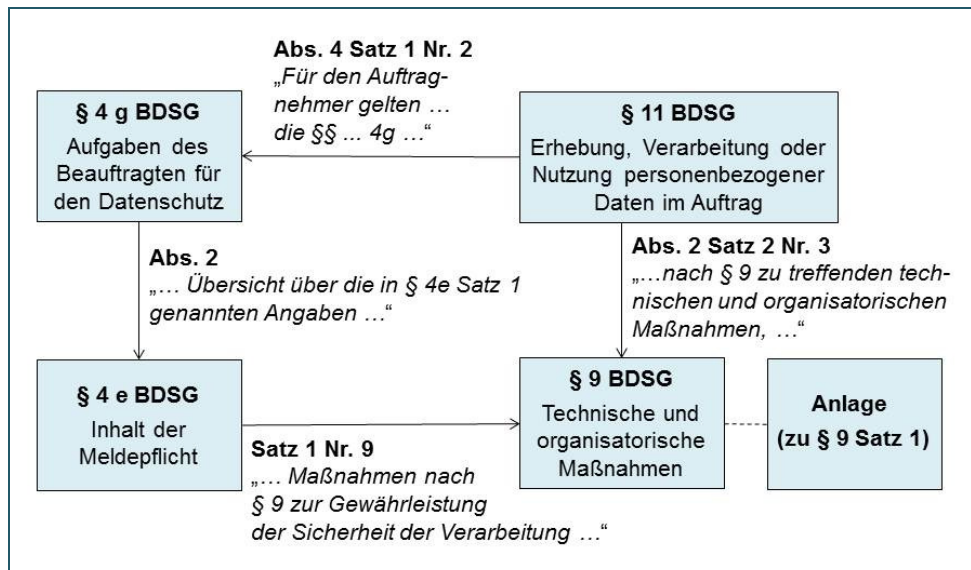 Abs. 4 Satz 1 Nr. 2
„Für den Auftrag-
nehmer gelten …
die §§ ... 4g …“
§ 4 g BDSG
Aufgaben des
Beauftragten für
den Datenschutz
§ 11 BDSG
Erhebung, Verarbeitung oder
Nutzung personenbezogener
Daten im Auftrag
Abs. 2
„… Übersicht über die in § 4e Satz 1
genannten Angaben …“
Abs. 2 Satz 2 Nr. 3
„…nach § 9 zu treffenden tech-
nischen und organisatorischen
Maßnahmen, …“
§ 4 e BDSG
Inhalt der
Meldepflicht
Satz 1 Nr. 9
„… Maßnahmen nach
§ 9 zur Gewährleistung
der Sicherheit der Verarbeitung …“
§ 9 BDSG
Technische und
organisatorische
Maßnahmen
Anlage
(zu § 9 Satz 1)